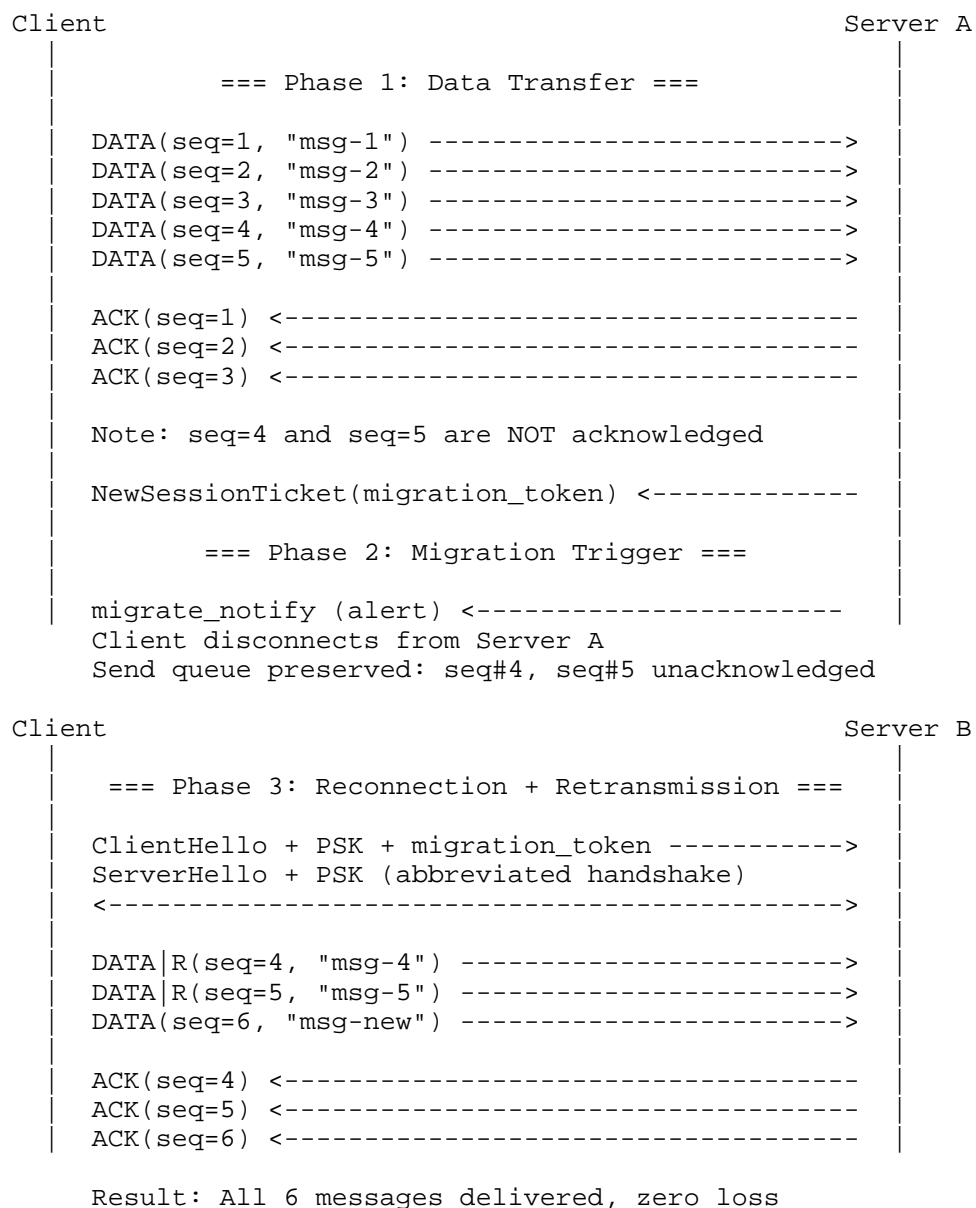 Client                                              Server A
=== Phase 1: Data Transfer ===
DATA(seq=1, "msg-1") -------------------------->
DATA(seq=2, "msg-2") -------------------------->
DATA(seq=3, "msg-3") -------------------------->
DATA(seq=4, "msg-4") -------------------------->
DATA(seq=5, "msg-5") -------------------------->
ACK(seq=1) <------------------------------------
ACK(seq=2) <------------------------------------
ACK(seq=3) <------------------------------------
Note: seq=4 and seq=5 are NOT acknowledged
NewSessionTicket(migration_token) <-------------
=== Phase 2: Migration Trigger ===
migrate_notify (alert) <-----------------------
Client disconnects from Server A
Send queue preserved: seq#4, seq#5 unacknowledged
Client                                              Server B
=== Phase 3: Reconnection + Retransmission ===
ClientHello + PSK + migration_token ----------->
ServerHello + PSK (abbreviated handshake)
<---------------------------------------------->
DATA|R(seq=4, "msg-4") ------------------------>
DATA|R(seq=5, "msg-5") ------------------------>
DATA(seq=6, "msg-new") ------------------------>
ACK(seq=4) <------------------------------------
ACK(seq=5) <------------------------------------
ACK(seq=6) <------------------------------------
Result: All 6 messages delivered, zero loss